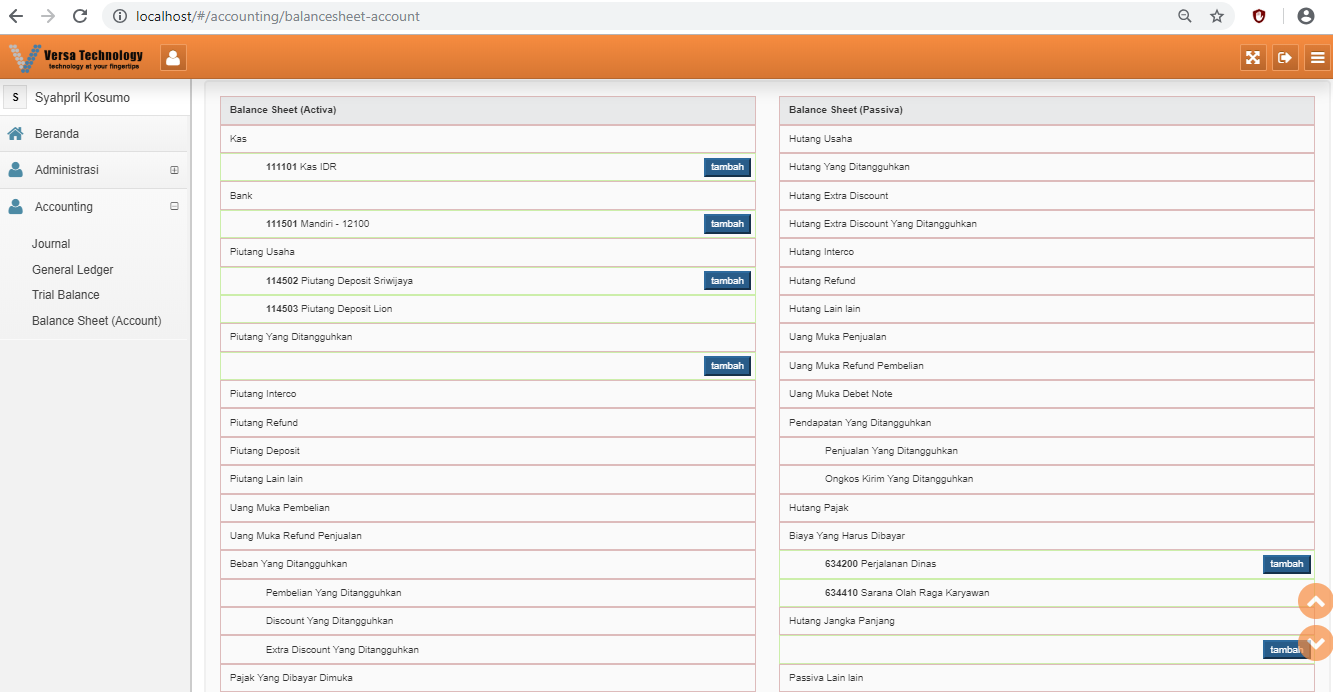 localhost/#/accounting/balancesheet-account
Versa Technology
technology at your fingertips
S Syahpril Kosumo
Beranda
Administrasi
Accounting
Journal
General Ledger
Trial Balance
Balance Sheet (Account)
Balance Sheet (Activa)
Kas
111101 Kas IDR tambah
Bank
111501 Mandiri - 12100 tambah
Piutang Usaha
114502 Piutang Deposit Sriwijaya tambah
114503 Piutang Deposit Lion
Piutang Yang Ditangguhkan
tambah
Piutang Interco
Piutang Refund
Piutang Deposit
Piutang Lain lain
Uang Muka Pembelian
Uang Muka Refund Penjualan
Beban Yang Ditangguhkan
Pembelian Yang Ditangguhkan
Discount Yang Ditangguhkan
Extra Discount Yang Ditangguhkan
Pajak Yang Dibayar Dimuka
Balance Sheet (Passiva)
Hutang Usaha
Hutang Yang Ditangguhkan
Hutang Extra Discount
Hutang Extra Discount Yang Ditangguhkan
Hutang Interco
Hutang Refund
Hutang Lain lain
Uang Muka Penjualan
Uang Muka Refund Pembelian
Uang Muka Debet Note
Pendapatan Yang Ditangguhkan
Penjualan Yang Ditangguhkan
Ongkos Kirim Yang Ditangguhkan
Hutang Pajak
Biaya Yang Harus Dibayar
634200 Perjalanan Dinas tambah
634410 Sarana Olah Raga Karyawan
Hutang Jangka Panjang
tambah
Passiva Lain lain